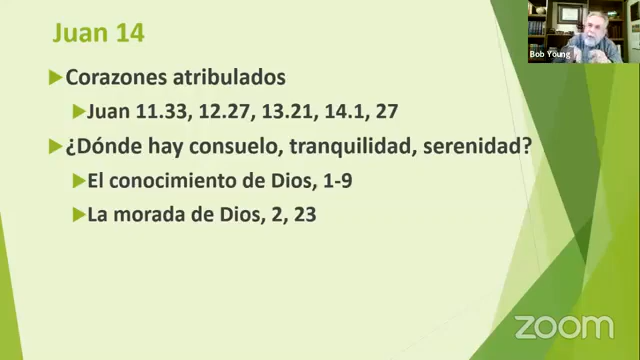 Juan 14
Corazones atribulados
Juan 11.33, 12.27, 13.21, 14.1, 27
¿Dónde hay consuelo, tranquilidad, serenidad?
El conocimiento de Dios, 1-9
La morada de Dios, 2, 23
Bob Young
zoom